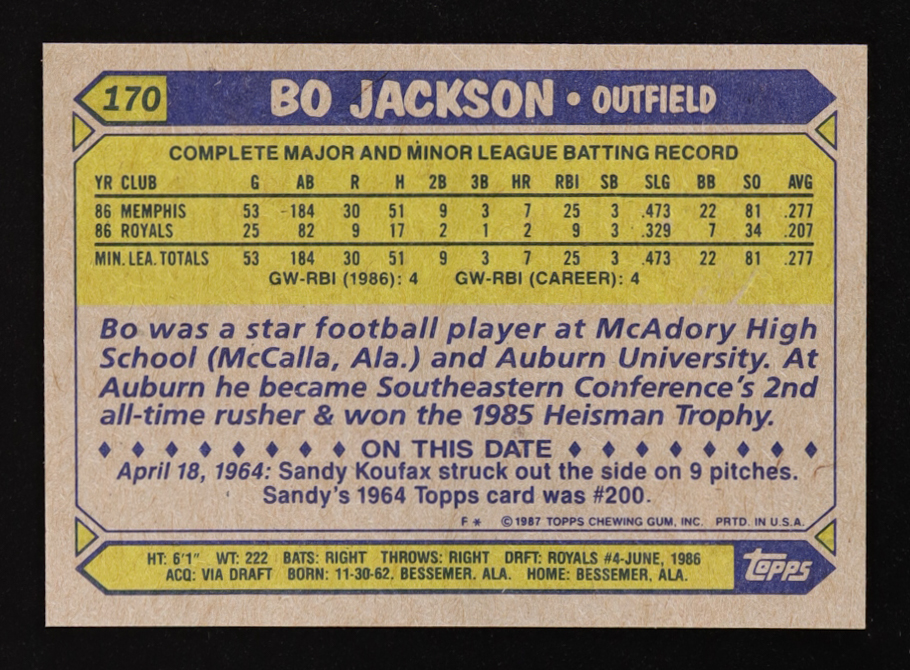 170 BO JACKSON • OUTFIELD
COMPLETE MAJOR AND MINOR LEAGUE BATTING RECORD
YR CLUB G AB R H 2B 3B HR RBI SB SLG BB SO AVG
86 MEMPHIS 53 184 30 51 9 3 7 25 3 .473 22 81 .277
86 ROYALS 25 82 9 17 2 1 2 9 3 .329 7 34 .207
MIN. LEA. TOTALS 53 184 30 51 9 3 7 25 3 .473 22 81 .277
GW-RBI (1986): 4 GW-RBI (CAREER): 4
Bo was a star football player at McAdory High
School (McCalla, Ala.) and Auburn University. At
Auburn he became Southeastern Conference's 2nd
all-time rusher & won the 1985 Heisman Trophy.
♦ ♦ ♦ ♦ ♦ ♦ ♦ ♦ ON THIS DATE ♦ ♦ ♦ ♦ ♦ ♦ ♦ ♦
April 18, 1964: Sandy Koufax struck out the side on 9 pitches.
Sandy's 1964 Topps card was #200.
F * ©1987 TOPPS CHEWING GUM, INC. PRTD. IN U.S.A.
HT: 6'1" WT: 222 BATS: RIGHT THROWS: RIGHT DRFT: ROYALS #4-JUNE, 1986
ACQ: VIA DRAFT BORN: 11-30-62, BESSEMER, ALA. HOME: BESSEMER, ALA.
topps